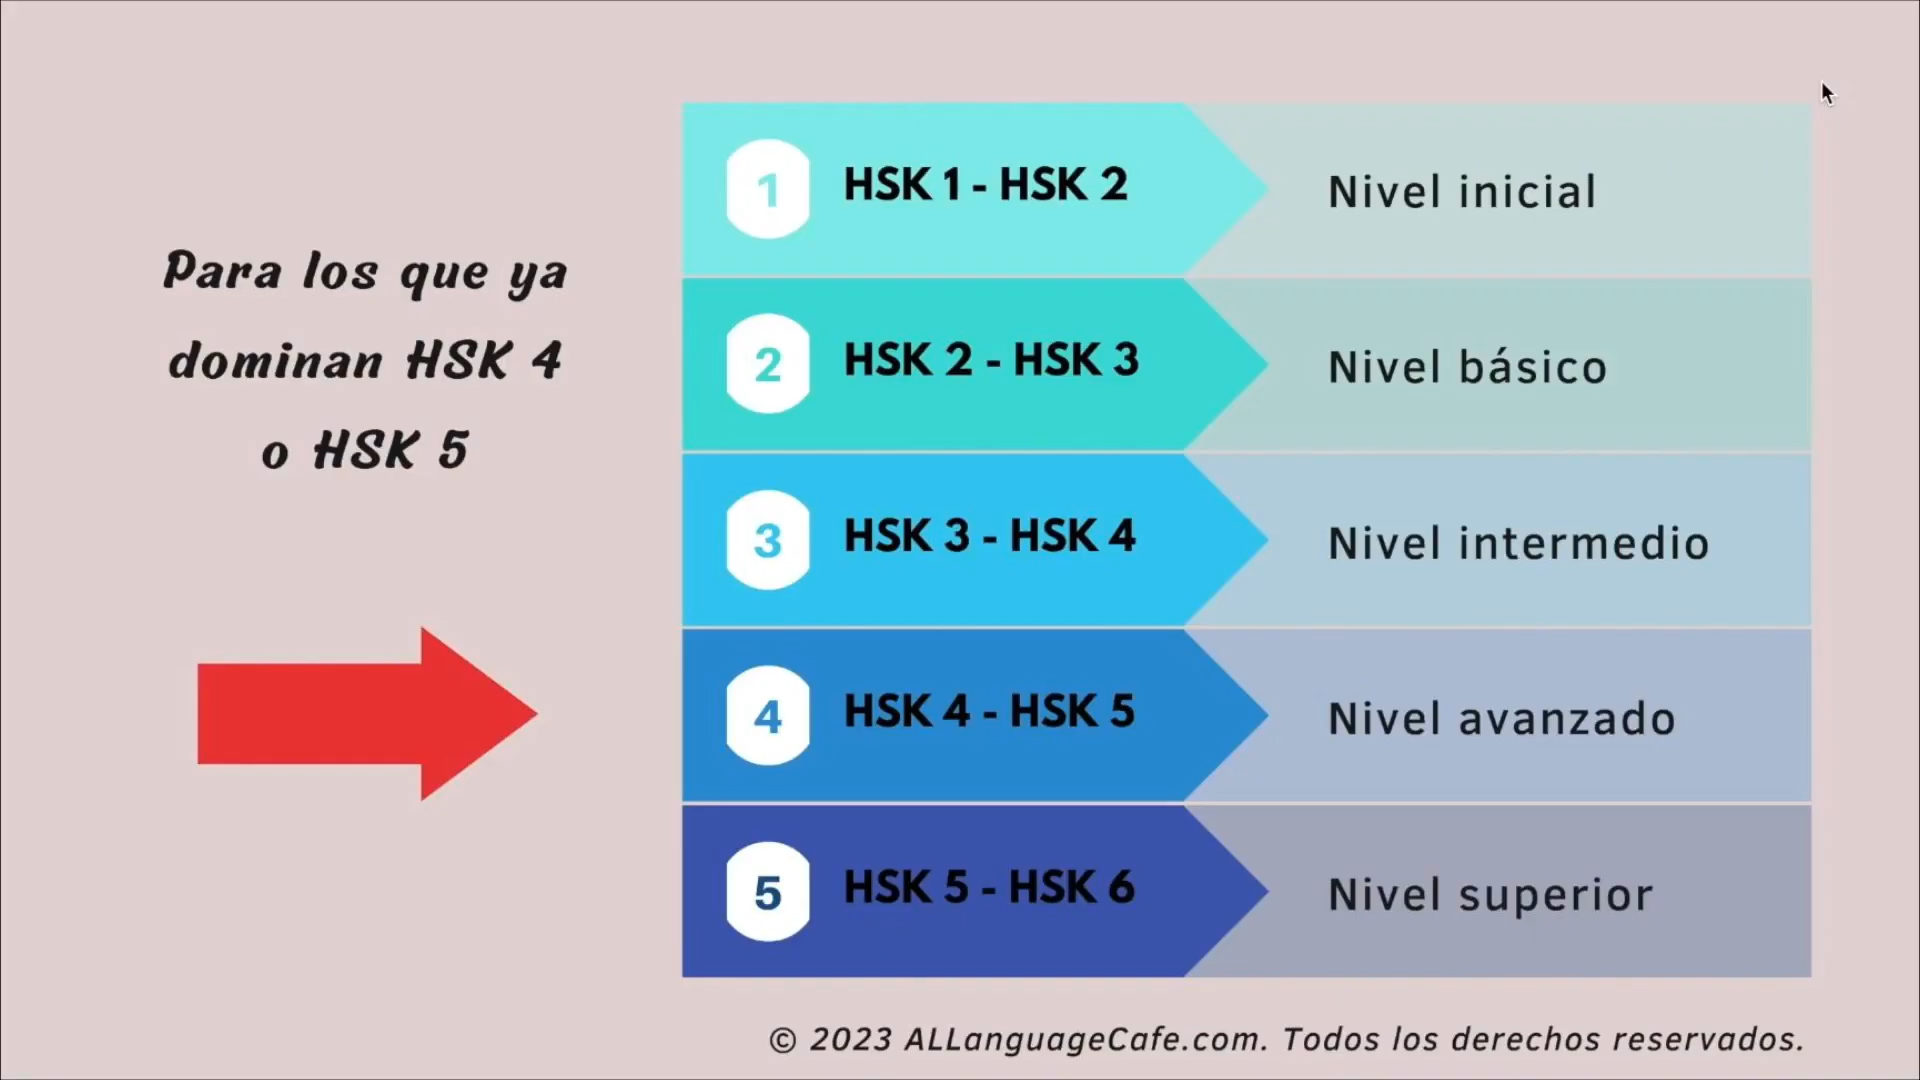 Para los que ya
dominan HSK 4
o HSK 5
1 HSK 1 - HSK 2 Nivel inicial
2 HSK 2 - HSK 3 Nivel básico
3 HSK 3 - HSK 4 Nivel intermedio
4 HSK 4 - HSK 5 Nivel avanzado
5 HSK 5 - HSK 6 Nivel superior
© 2023 ALLanguageCafe.com. Todos los derechos reservados.